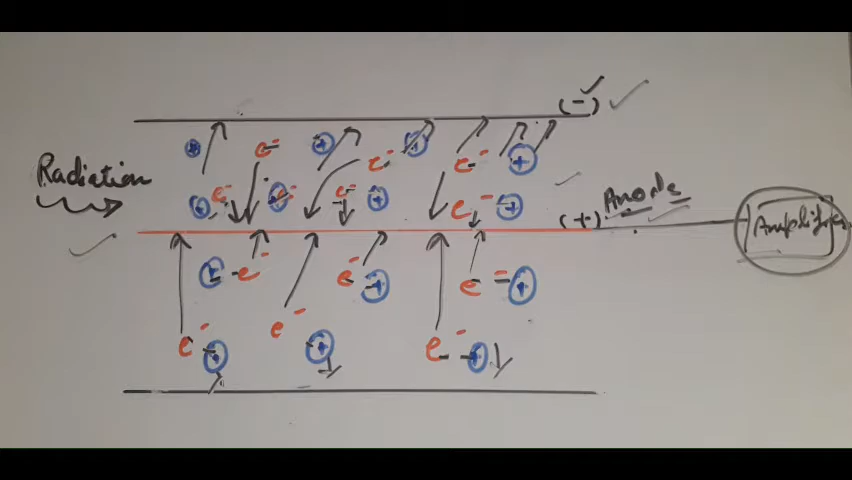 (-)
Radiation
e-
e-
e-
+
+
+
e-
e-
e-
e-
+
+
Anode
(+)
Amplifier
e-
+
e-
+
e-
+
e-
+
e-
+
e-
+